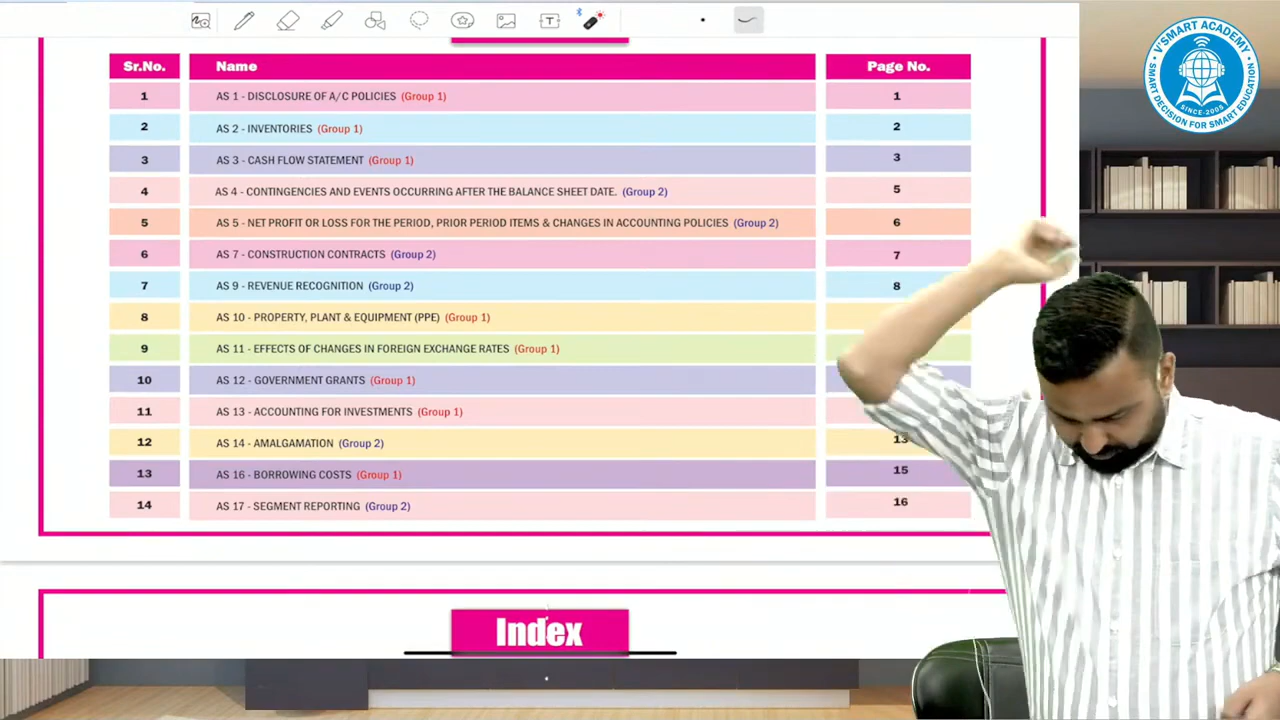 Sr.No. Name Page No.
1 AS 1 - DISCLOSURE OF A/C POLICIES (Group 1) 1
2 AS 2 - INVENTORIES (Group 1) 2
3 AS 3 - CASH FLOW STATEMENT (Group 1) 3
4 AS 4 - CONTINGENCIES AND EVENTS OCCURRING AFTER THE BALANCE SHEET DATE. (Group 2) 5
5 AS 5 - NET PROFIT OR LOSS FOR THE PERIOD, PRIOR PERIOD ITEMS & CHANGES IN ACCOUNTING POLICIES (Group 2) 6
6 AS 7 - CONSTRUCTION CONTRACTS (Group 2) 7
7 AS 9 - REVENUE RECOGNITION (Group 2) 8
8 AS 10 - PROPERTY, PLANT & EQUIPMENT (PPE) (Group 1)
9 AS 11 - EFFECTS OF CHANGES IN FOREIGN EXCHANGE RATES (Group 1)
10 AS 12 - GOVERNMENT GRANTS (Group 1)
11 AS 13 - ACCOUNTING FOR INVESTMENTS (Group 1)
12 AS 14 - AMALGAMATION (Group 2) 13
13 AS 16 - BORROWING COSTS (Group 1) 15
14 AS 17 - SEGMENT REPORTING (Group 2) 16
Index
V'SMART ACADEMY
SMART DECISION FOR SMART EDUCATION
SINCE-2005
T